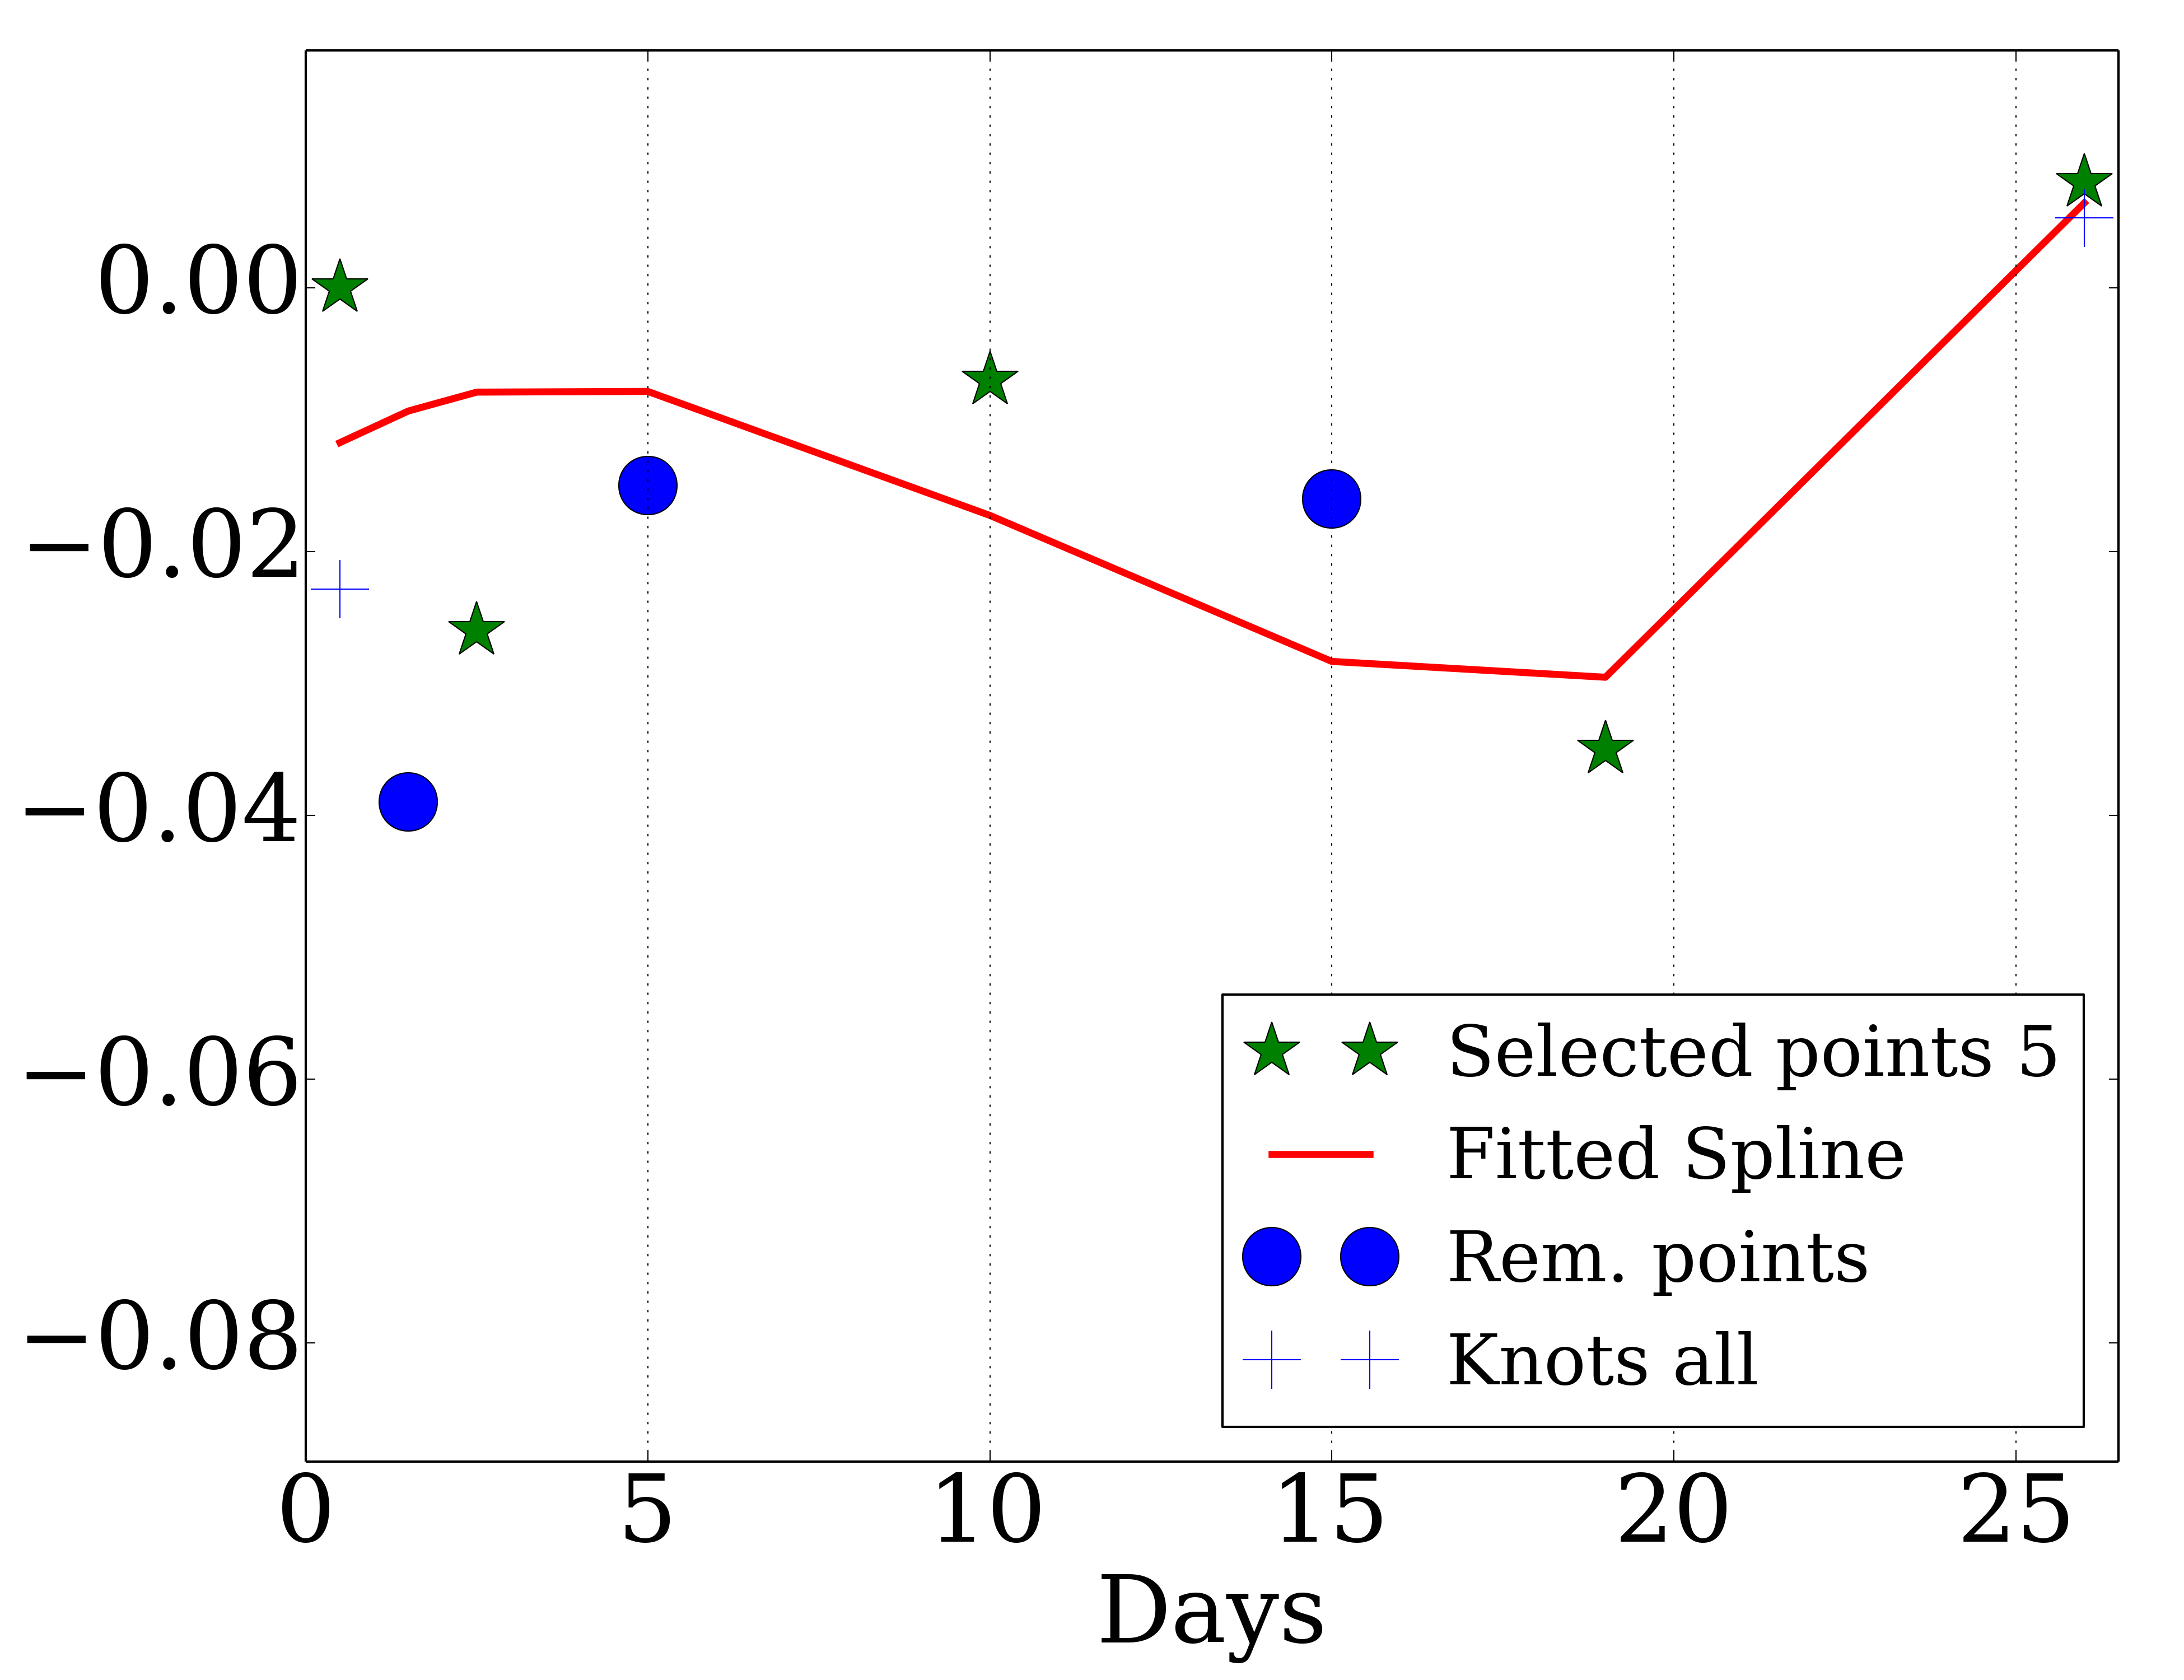 0.00
−0.02
−0.04
−0.06
−0.08
Selected points 5
Fitted Spline
Rem. points
Knots all
0 5 10 15 20 25
Days